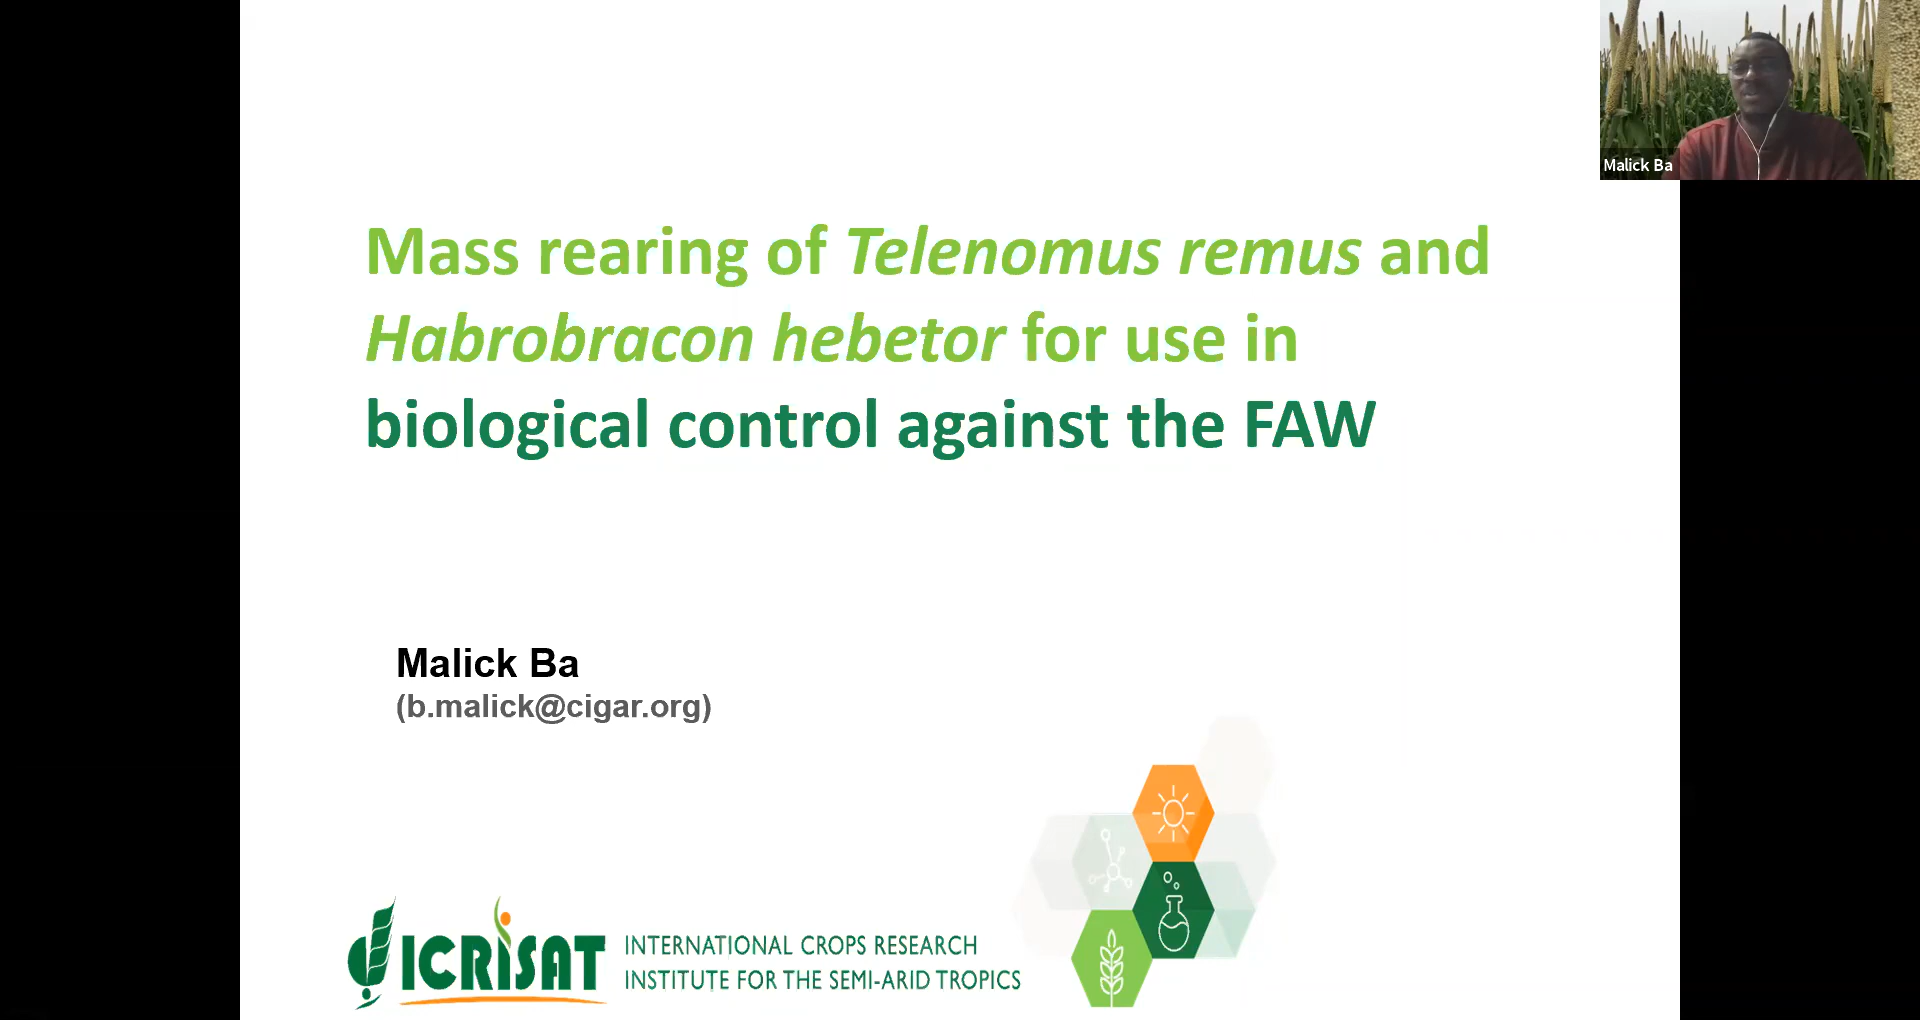 Malick Ba
Mass rearing of Telenomus remus and
Habrobracon hebetor for use in
biological control against the FAW
Malick Ba
(b.malick@cigar.org)
ICRISAT
INTERNATIONAL CROPS RESEARCH
INSTITUTE FOR THE SEMI-ARID TROPICS